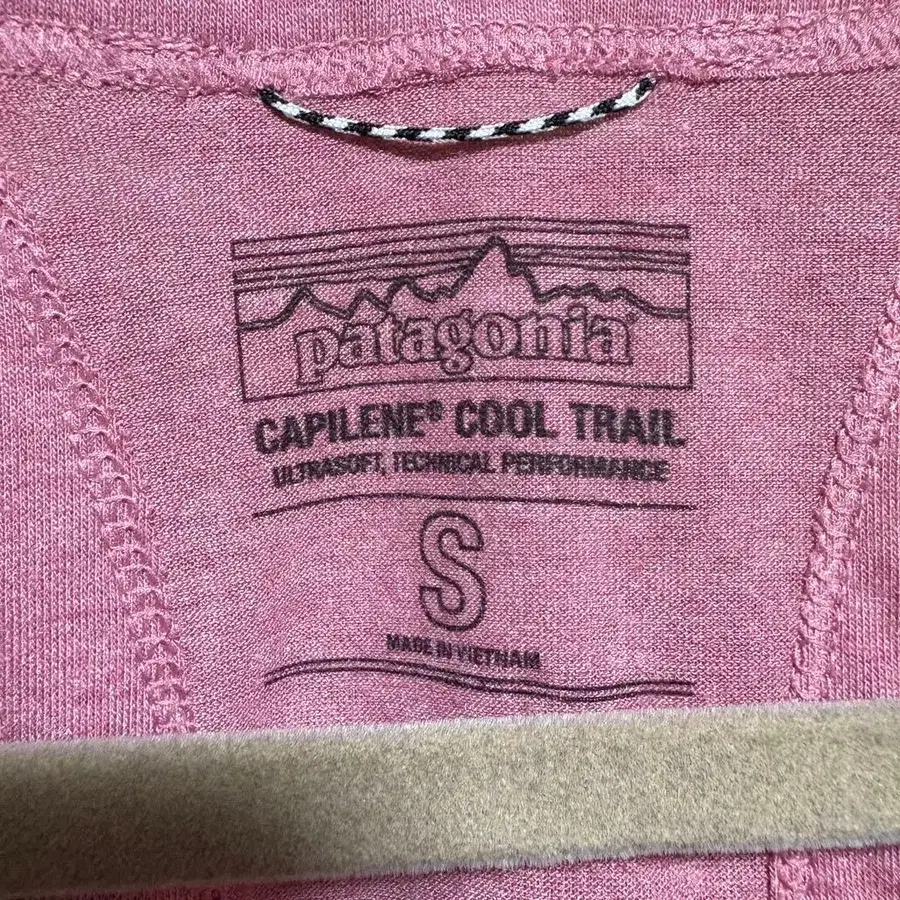 patagonia
CAPILENE® COOL TRAIL
ULTRASOFT, TECHNICAL PERFORMANCE
S
MADE IN VIETNAM